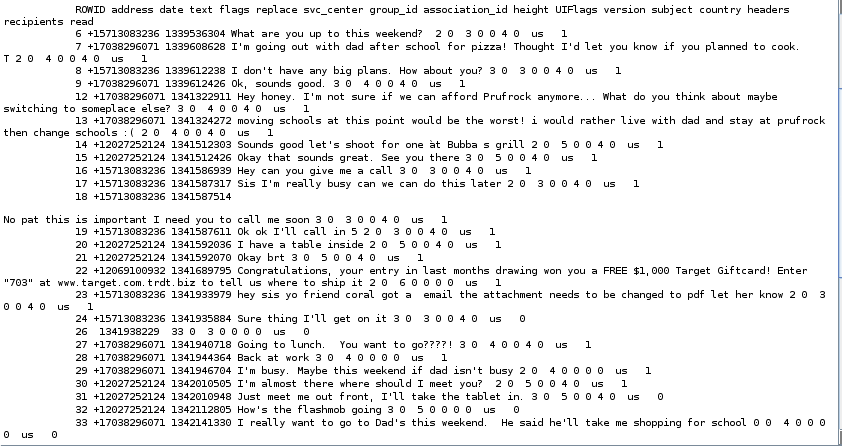 ROWID address date text flags replace svc_center group_id association_id height UIFlags version subject country headers
recipients read
6 +15713083236 1339536304 What are you up to this weekend?  2 0  3 0 0 4 0  us    1
7 +17038296071 1339608628 I'm going out with dad after school for pizza! Thought I'd let you know if you planned to cook.
T 2 0  4 0 0 4 0  us    1
8 +15713083236 1339612238 I don't have any big plans. How about you? 3 0  3 0 0 4 0  us    1
9 +17038296071 1339612426 Ok, sounds good. 3 0  4 0 0 4 0  us    1
12 +17038296071 1341322911 Hey honey. I'm not sure if we can afford Prufrock anymore... What do you think about maybe
switching to someplace else? 3 0  4 0 0 4 0  us    1
13 +17038296071 1341324272 moving schools at this point would be the worst! i would rather live with dad and stay at prufrock
then change schools :( 2 0  4 0 0 4 0  us    1
14 +12027252124 1341512303 Sounds good let's shoot for one at Bubba s grill 2 0  5 0 0 4 0  us    1
15 +12027252124 1341512426 Okay that sounds great. See you there 3 0  5 0 0 4 0  us    1
16 +15713083236 1341586939 Hey can you give me a call 3 0  3 0 0 4 0  us    1
17 +15713083236 1341587317 Sis I'm really busy can we can do this later 2 0  3 0 0 4 0  us    1
18 +15713083236 1341587514
No pat this is important I need you to call me soon 3 0  3 0 0 4 0  us    1
19 +15713083236 1341587611 Ok ok I'll call in 5 2 0  3 0 0 4 0  us    1
20 +12027252124 1341592036 I have a table inside 2 0  5 0 0 4 0  us    1
21 +12027252124 1341592070 Okay brt 3 0  5 0 0 4 0  us    1
22 +12069100932 1341689795 Congratulations, your entry in last months drawing won you a FREE $1,000 Target Giftcard! Enter
"703" at www.target.com.trdt.biz to tell us where to ship it 2 0  6 0 0 0 0  us    1
23 +15713083236 1341933979 hey sis yo friend coral got a  email the attachment needs to be changed to pdf let her know 2 0  3
0 0 4 0  us    1
24 +15713083236 1341935884 Sure thing I'll get on it 3 0  3 0 0 4 0  us    0
26  1341938229  33 0  3 0 0 0 0  us    0
27 +17038296071 1341940718 Going to lunch.  You want to go????! 3 0  4 0 0 4 0  us    1
28 +17038296071 1341944364 Back at work 3 0  4 0 0 0 0  us    1
29 +17038296071 1341946704 I'm busy. Maybe this weekend if dad isn't busy 2 0  4 0 0 0 0  us    1
30 +12027252124 1342010505 I'm almost there where should I meet you?  2 0  5 0 0 4 0  us    1
31 +12027252124 1342010948 Just meet me out front, I'll take the tablet in. 3 0  5 0 0 4 0  us    0
32 +12027252124 1342112805 How's the flashmob going 3 0  5 0 0 0 0  us    0
33 +17038296071 1342141330 I really want to go to Dad's this weekend.  He said he'll take me shopping for school 0 0  4 0 0 0
0  us    0